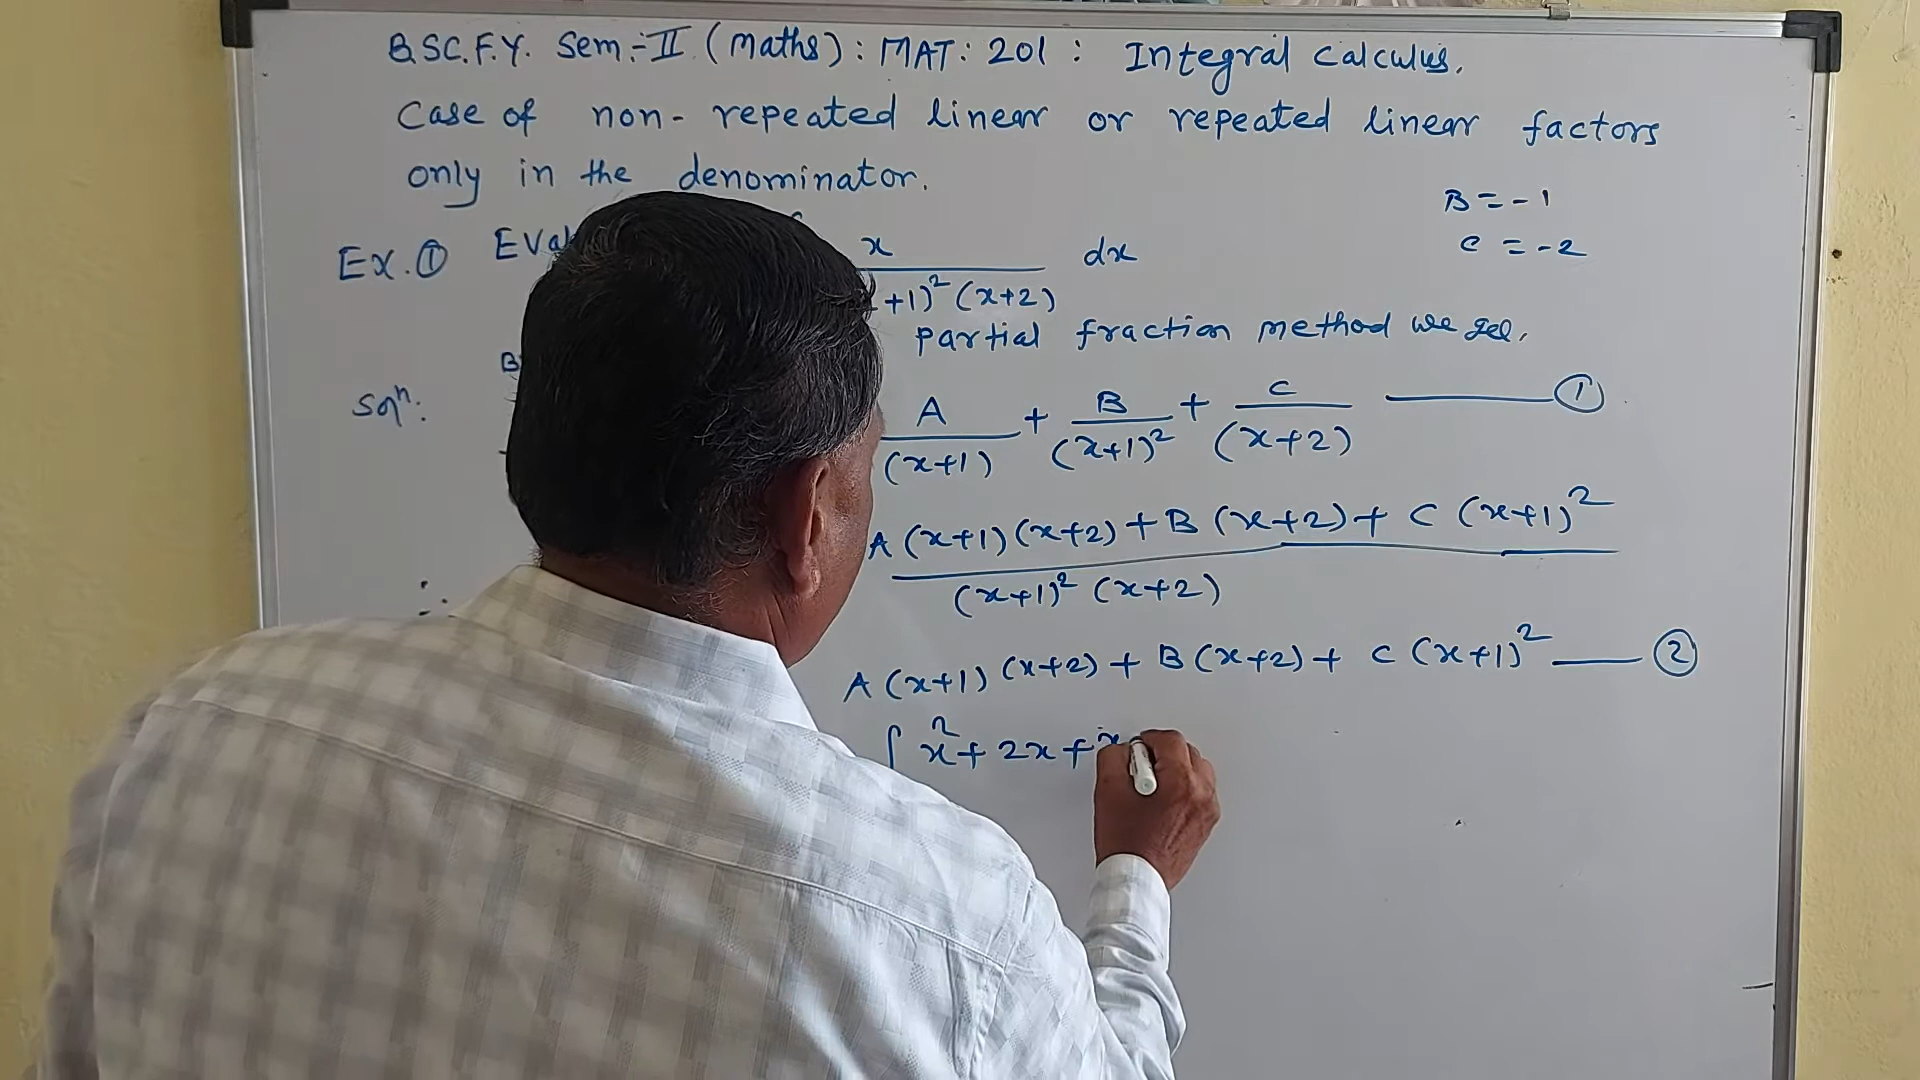 B.SC.F.Y. Sem:-II (Maths): MAT: 201 : Integral Calculus.
Case of non-repeated linear or repeated linear factors
only in the denominator.
B = -1
C = -2
Ex. ① x dx
+1)² (x+2)
partial fraction method we get,
Solⁿ: A/(x+1) + B/(x+1)² + C/(x+2) ——— ①
A(x+1)(x+2) + B(x+2) + C(x+1)²
(x+1)² (x+2)
A(x+1)(x+2) + B(x+2) + C(x+1)² —— ②
x² + 2x +